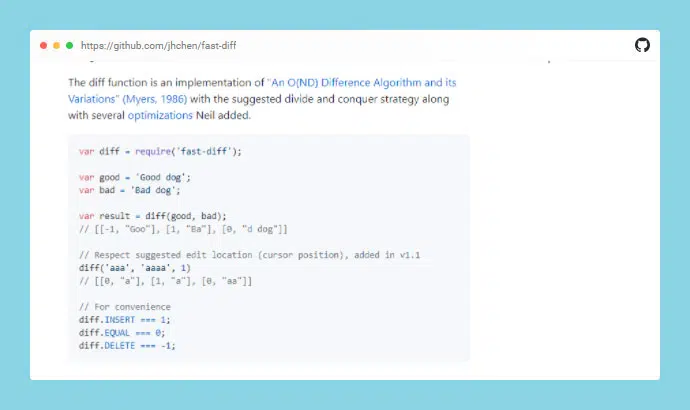 https://github.com/jhchen/fast-diff
The diff function is an implementation of "An O(ND) Difference Algorithm and its
Variations" (Myers, 1986) with the suggested divide and conquer strategy along
with several optimizations Neil added.
var diff = require('fast-diff');
var good = 'Good dog';
var bad = 'Bad dog';
var result = diff(good, bad);
// [[-1, "Goo"], [1, "Ba"], [0, "d dog"]]
// Respect suggested edit location (cursor position), added in v1.1
diff('aaa', 'aaaa', 1)
// [[0, "a"], [1, "a"], [0, "aa"]]
// For convenience
diff.INSERT === 1;
diff.EQUAL === 0;
diff.DELETE === -1;